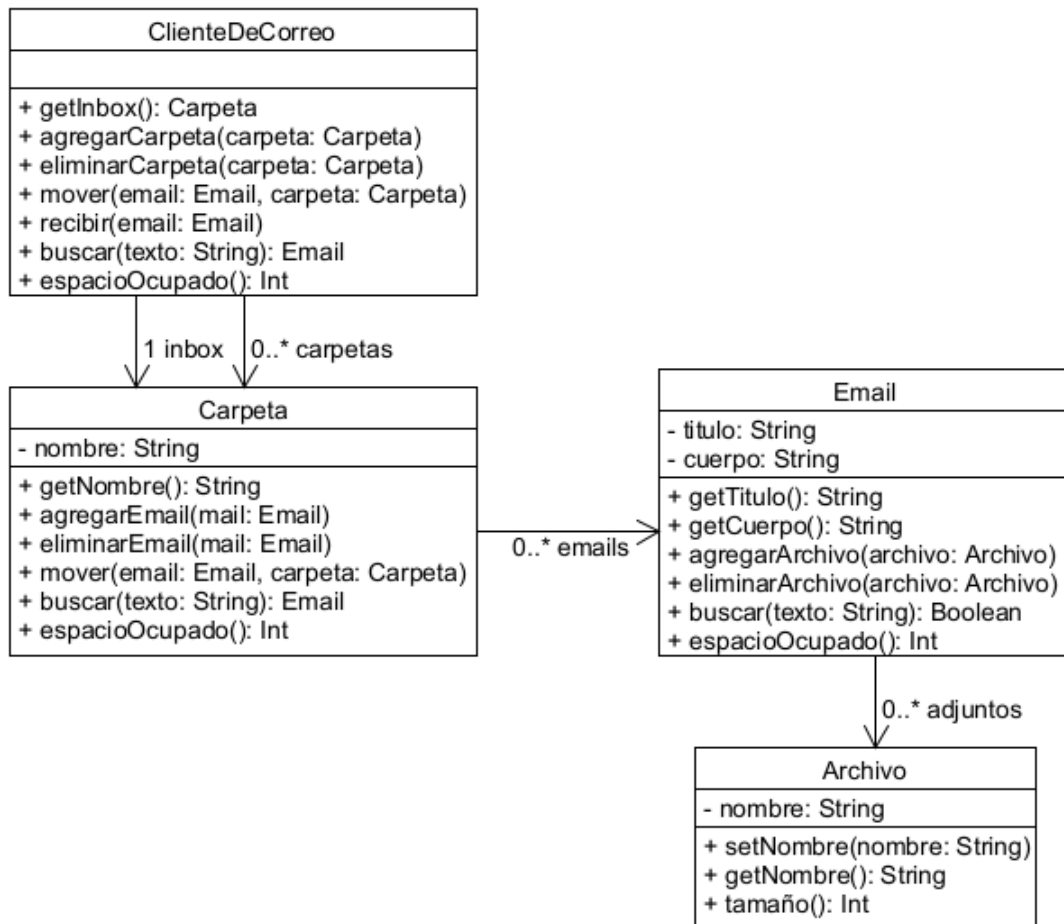 ClienteDeCorreo
+ getInbox(): Carpeta
+ agregarCarpeta(carpeta: Carpeta)
+ eliminarCarpeta(carpeta: Carpeta)
+ mover(email: Email, carpeta: Carpeta)
+ recibir(email: Email)
+ buscar(texto: String): Email
+ espacioOcupado(): Int
1 inbox
0..* carpetas
Carpeta
- nombre: String
+ getNombre(): String
+ agregarEmail(mail: Email)
+ eliminarEmail(mail: Email)
+ mover(email: Email, carpeta: Carpeta)
+ buscar(texto: String): Email
+ espacioOcupado(): Int
0..* emails
Email
- titulo: String
- cuerpo: String
+ getTitulo(): String
+ getCuerpo(): String
+ agregarArchivo(archivo: Archivo)
+ eliminarArchivo(archivo: Archivo)
+ buscar(texto: String): Boolean
+ espacioOcupado(): Int
0..* adjuntos
Archivo
- nombre: String
+ setNombre(nombre: String)
+ getNombre(): String
+ tamaño(): Int